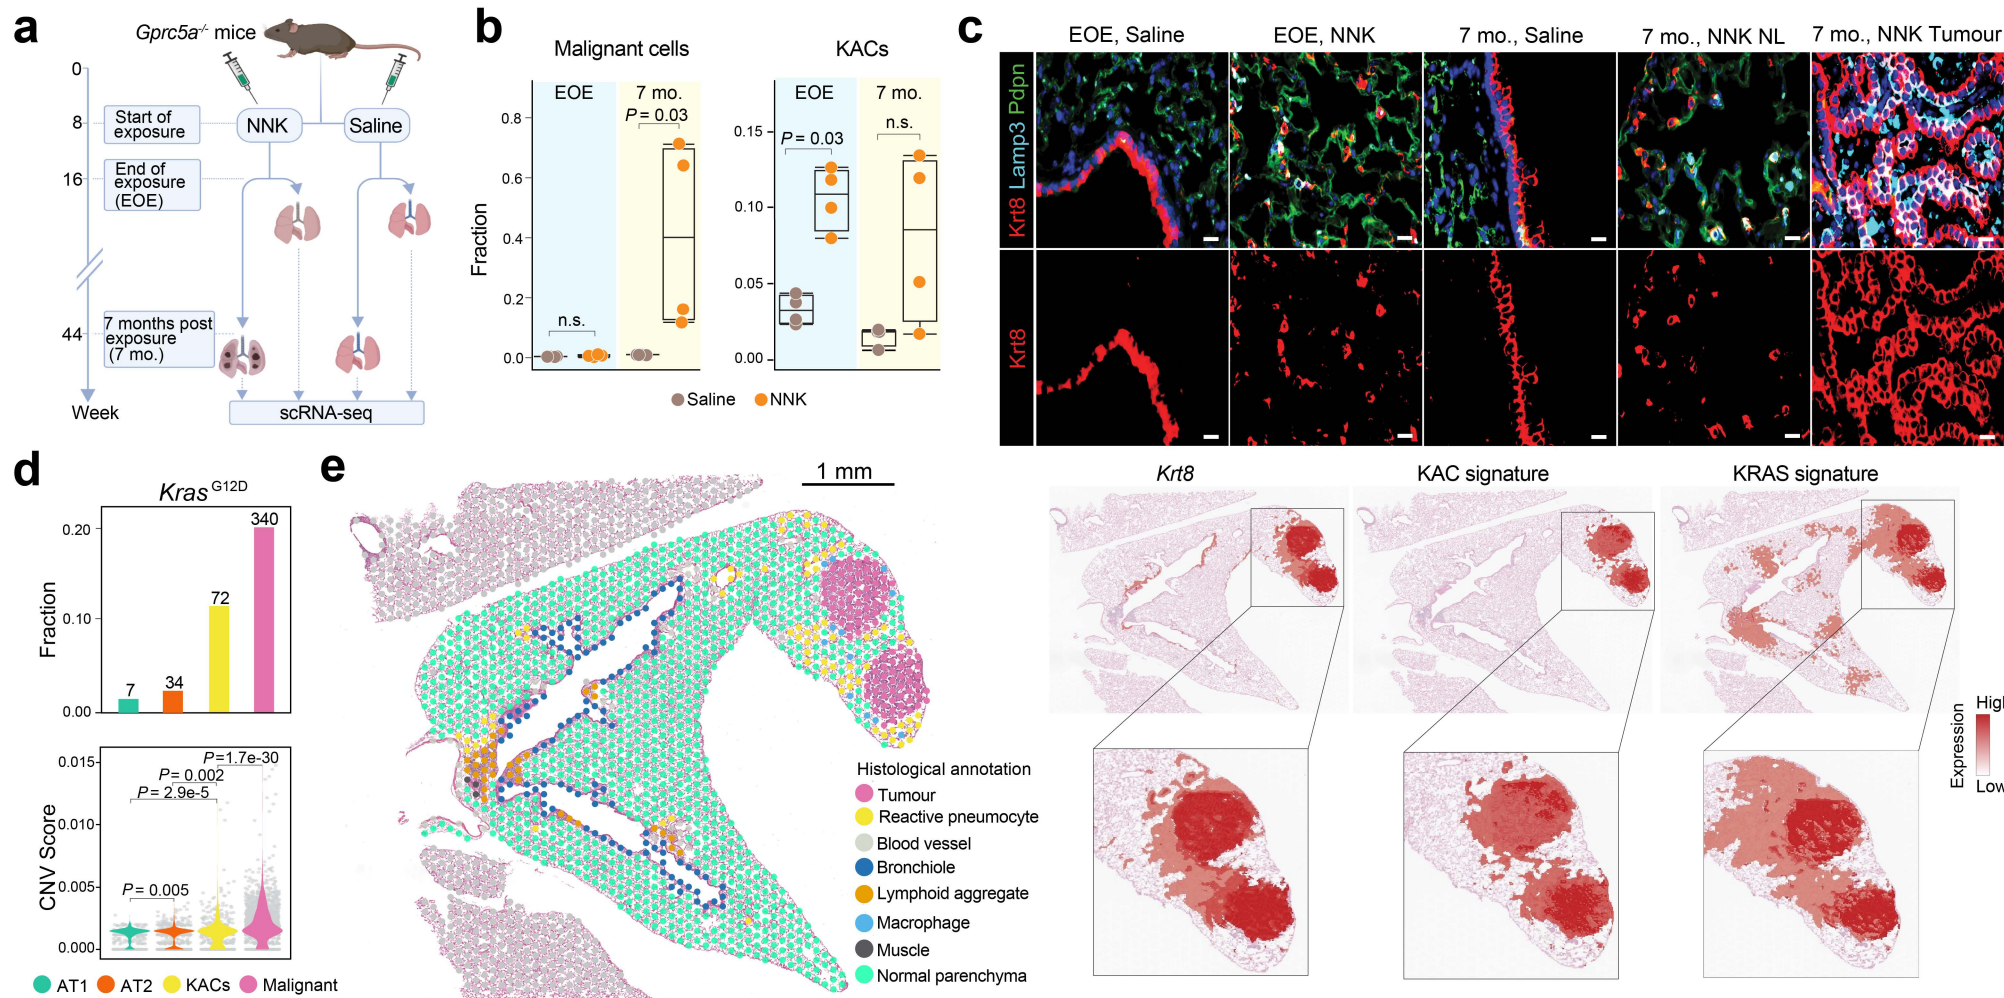 a
Gprc5a-/- mice
0
Start of
exposure
8
NNK
Saline
End of
exposure
(EOE)
16
7 months post
exposure
(7 mo.)
44
Week
scRNA-seq
b
Malignant cells
KACs
EOE
7 mo.
P = 0.03
n.s.
0.8
0.6
0.4
0.2
0.0
Fraction
EOE
7 mo.
P = 0.03
n.s.
0.15
0.10
0.05
0.00
Saline
NNK
c
EOE, Saline
EOE, NNK
7 mo., Saline
7 mo., NNK NL
7 mo., NNK Tumour
Krt8 Lamp3 Pdpn
Krt8
d
Kras G12D
Fraction
0.20
0.10
0.00
7
34
72
340
CNV Score
0.015
0.010
0.005
0.000
P=1.7e-30
P= 0.002
P= 2.9e-5
P= 0.005
AT1
AT2
KACs
Malignant
e
1 mm
Histological annotation
Tumour
Reactive pneumocyte
Blood vessel
Bronchiole
Lymphoid aggregate
Macrophage
Muscle
Normal parenchyma
Krt8
KAC signature
KRAS signature
Expression
Low